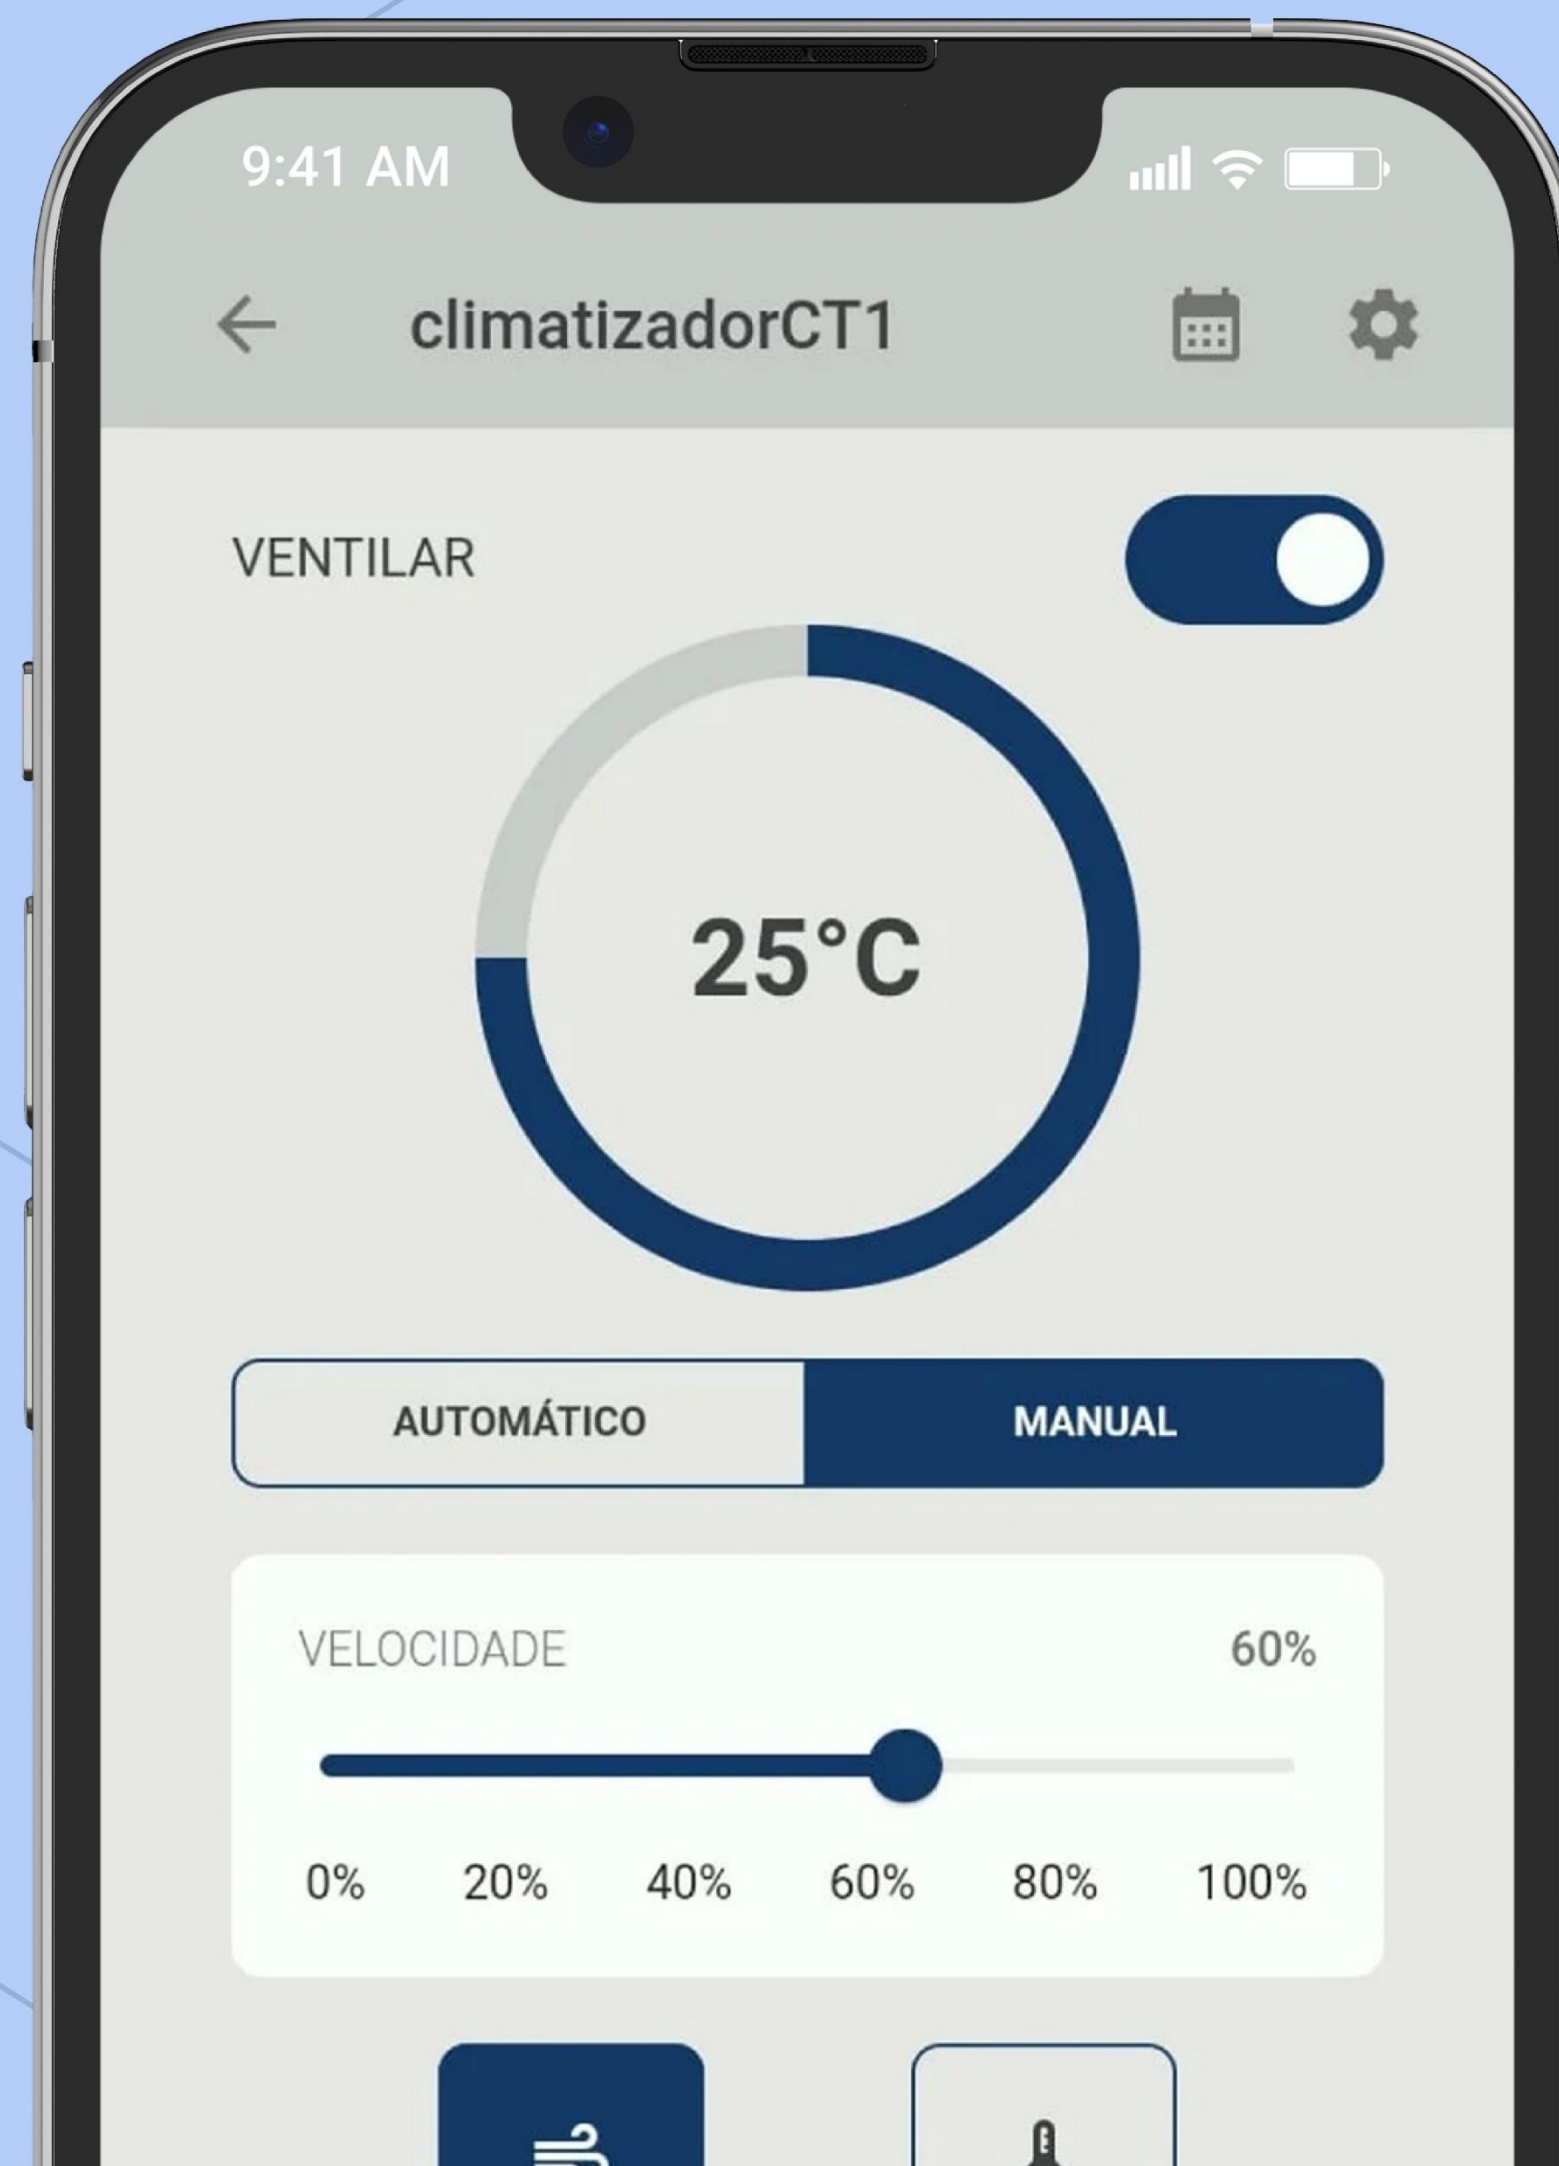 9:41 AM
climatizadorCT1
VENTILAR
25°C
AUTOMÁTICO MANUAL
VELOCIDADE 60%
0% 20% 40% 60% 80% 100%